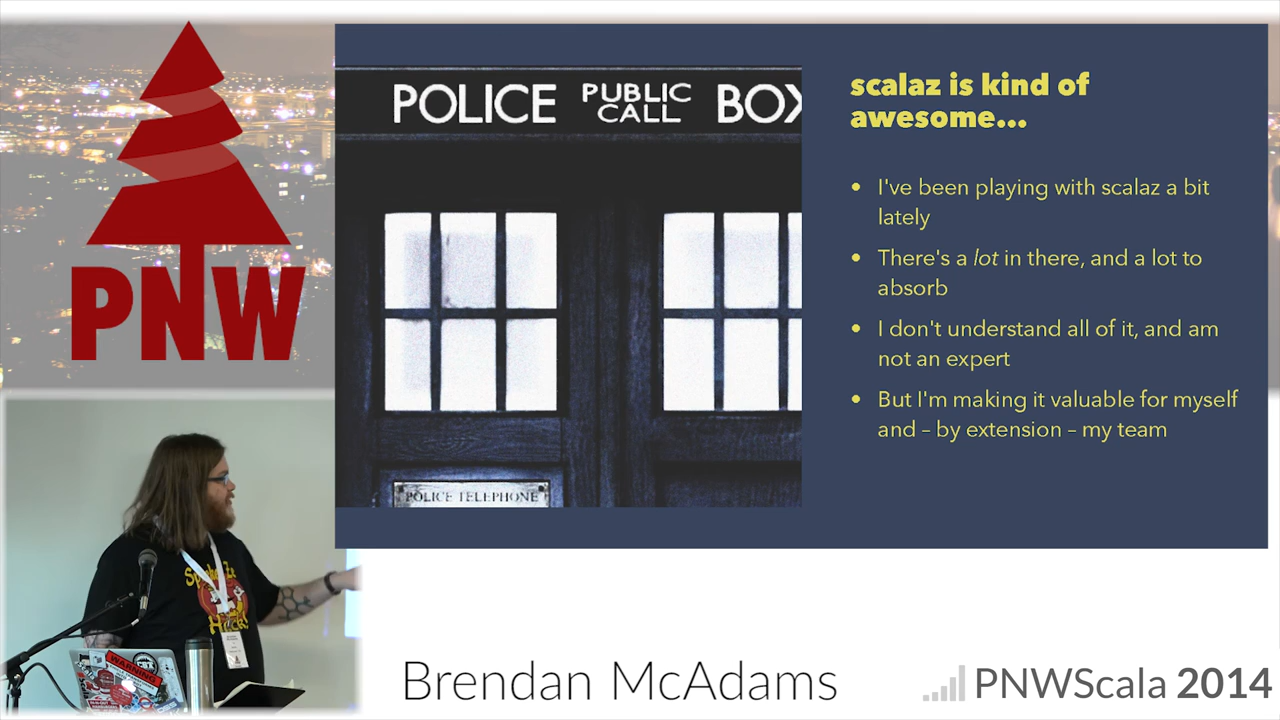 PNW
POLICE PUBLIC CALL BOX
POLICE TELEPHONE
scalaz is kind of
awesome...
• I've been playing with scalaz a bit
lately
• There's a lot in there, and a lot to
absorb
• I don't understand all of it, and am
not an expert
• But I'm making it valuable for myself
and – by extension – my team
WARNING
Brendan McAdams
PNWScala 2014